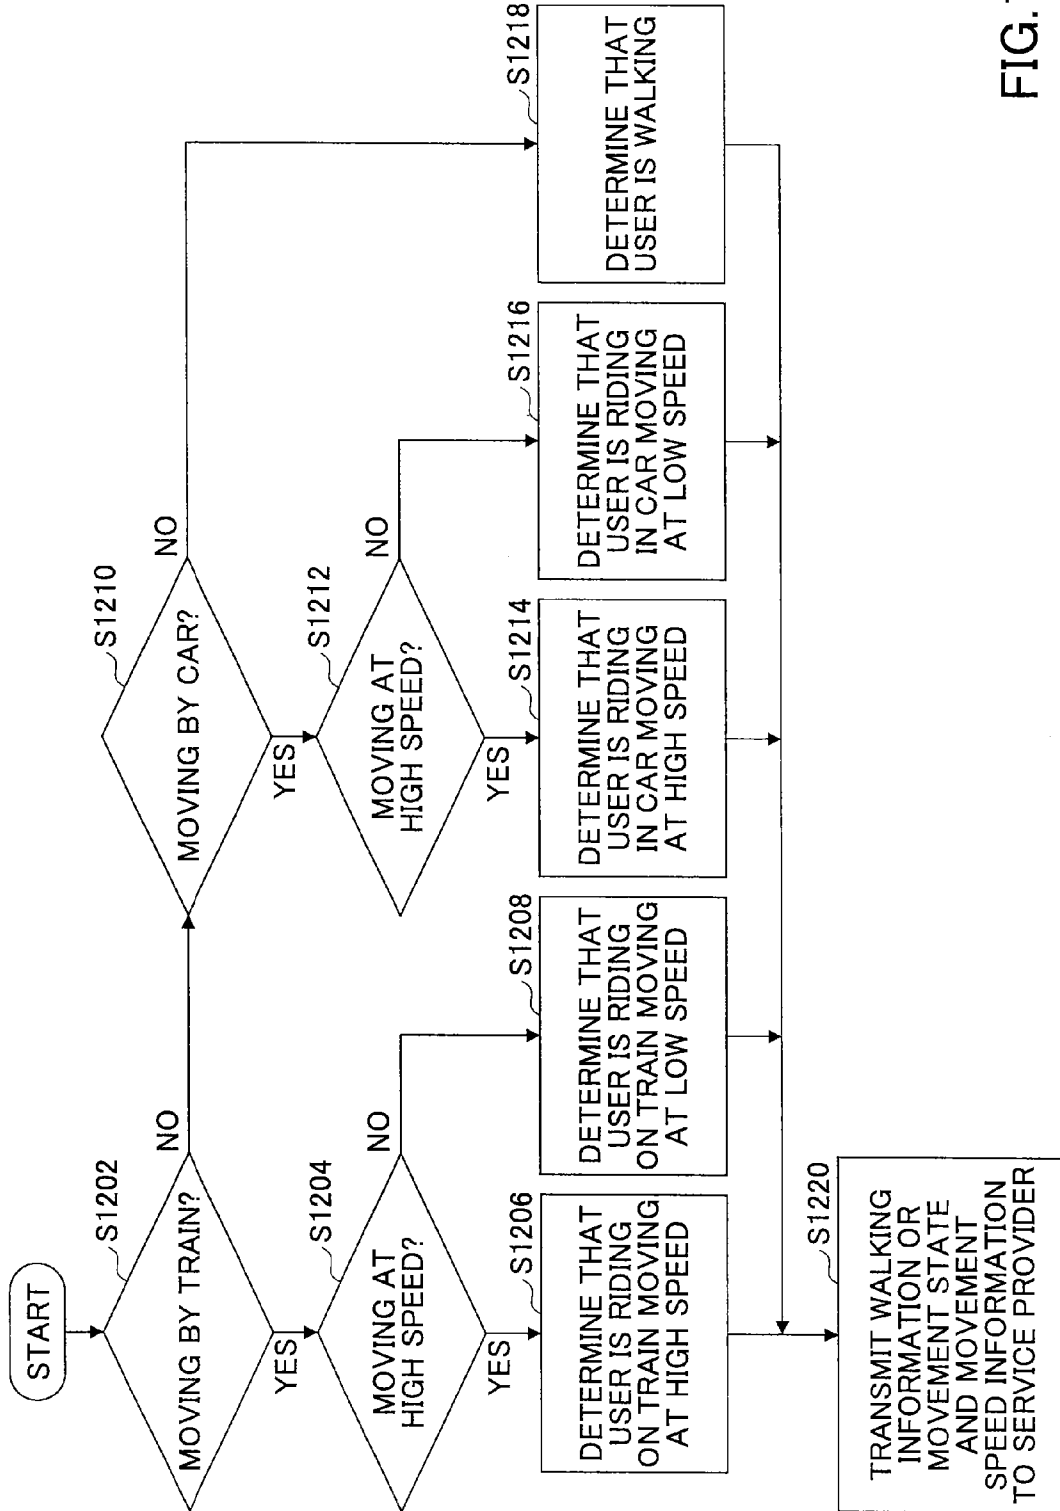 START
MOVING BY TRAIN?
S1202
NO
YES
MOVING AT
HIGH SPEED?
S1204
NO
YES
DETERMINE THAT
USER IS RIDING
ON TRAIN MOVING
AT HIGH SPEED
S1206
DETERMINE THAT
USER IS RIDING
ON TRAIN MOVING
AT LOW SPEED
S1208
MOVING BY CAR?
S1210
NO
YES
MOVING AT
HIGH SPEED?
S1212
NO
YES
DETERMINE THAT
USER IS RIDING
IN CAR MOVING
AT HIGH SPEED
S1214
DETERMINE THAT
USER IS RIDING
IN CAR MOVING
AT LOW SPEED
S1216
DETERMINE THAT
USER IS WALKING
S1218
TRANSMIT WALKING
INFORMATION OR
MOVEMENT STATE
AND MOVEMENT
SPEED INFORMATION
TO SERVICE PROVIDER
S1220
FIG.